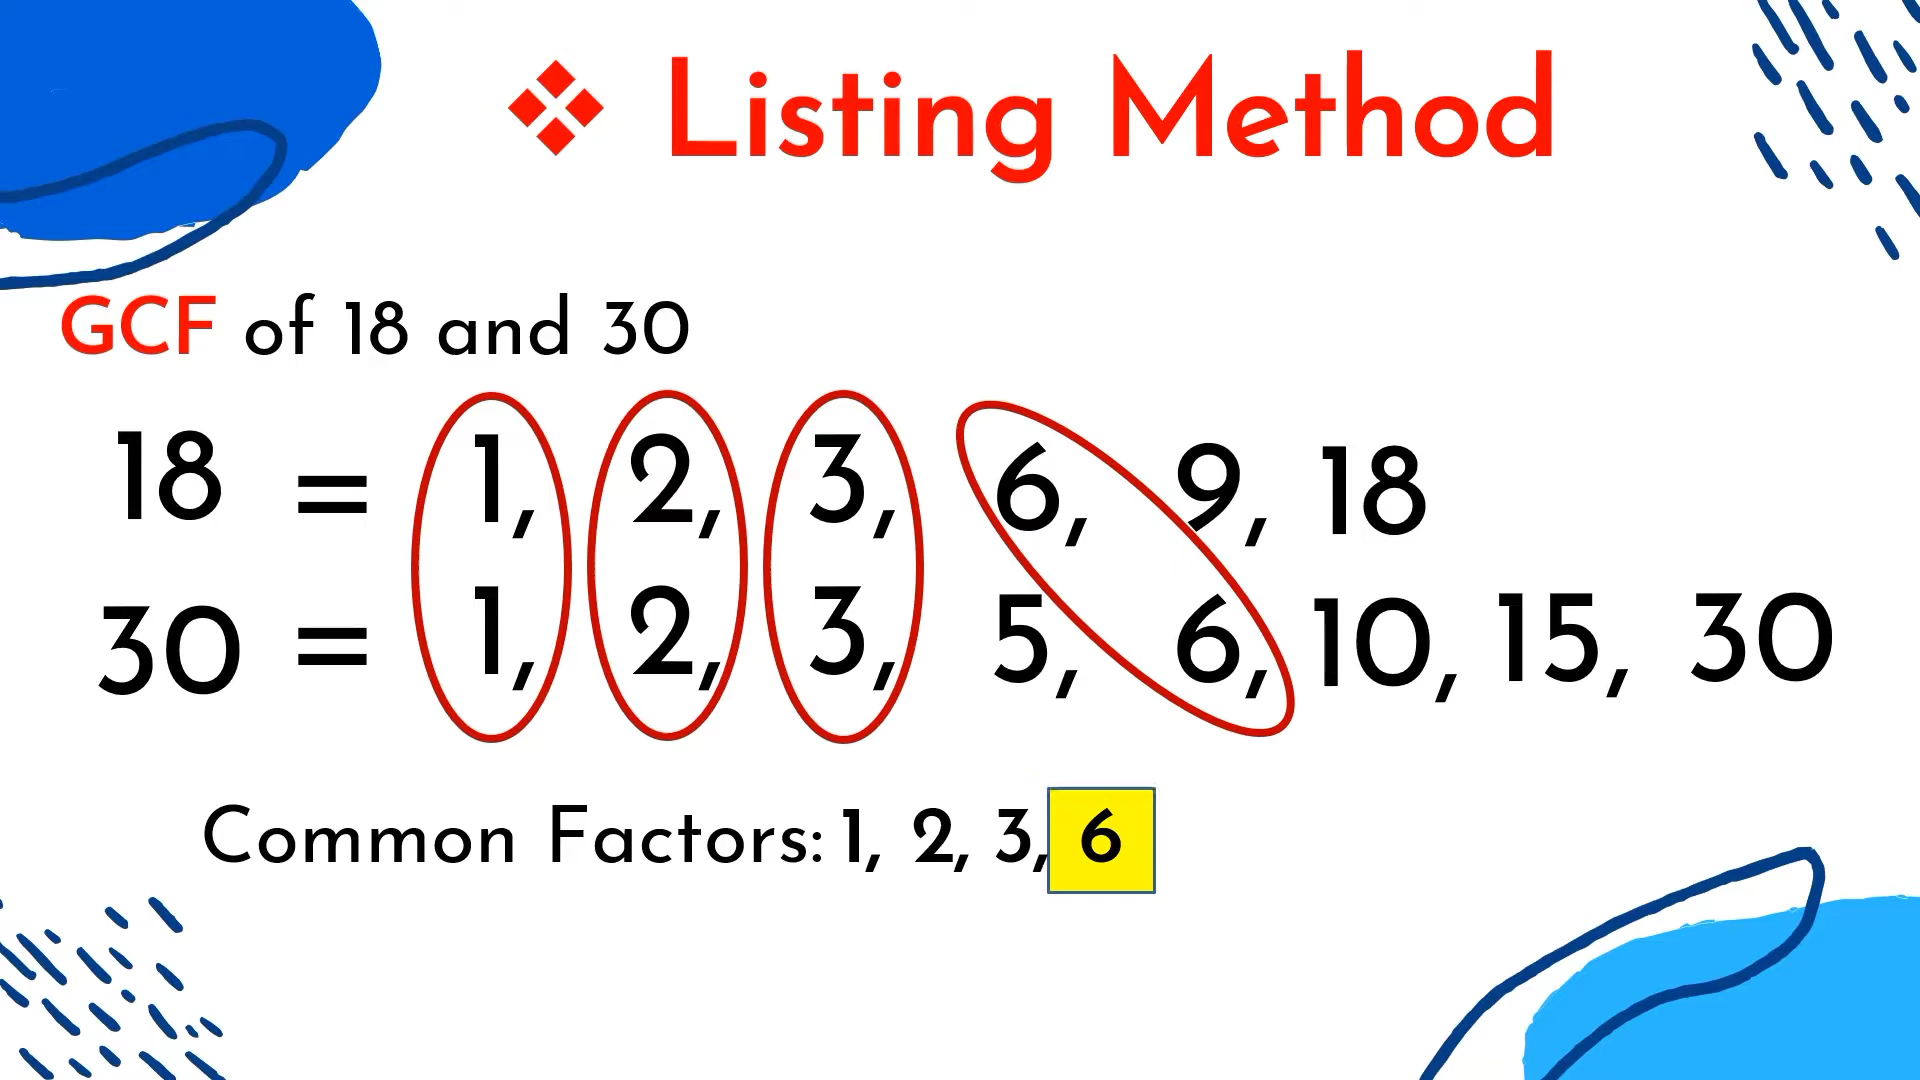 ❖ Listing Method
GCF of 18 and 30
18 = 1, 2, 3, 6, 9, 18
30 = 1, 2, 3, 5, 6, 10, 15, 30
Common Factors: 1, 2, 3, 6